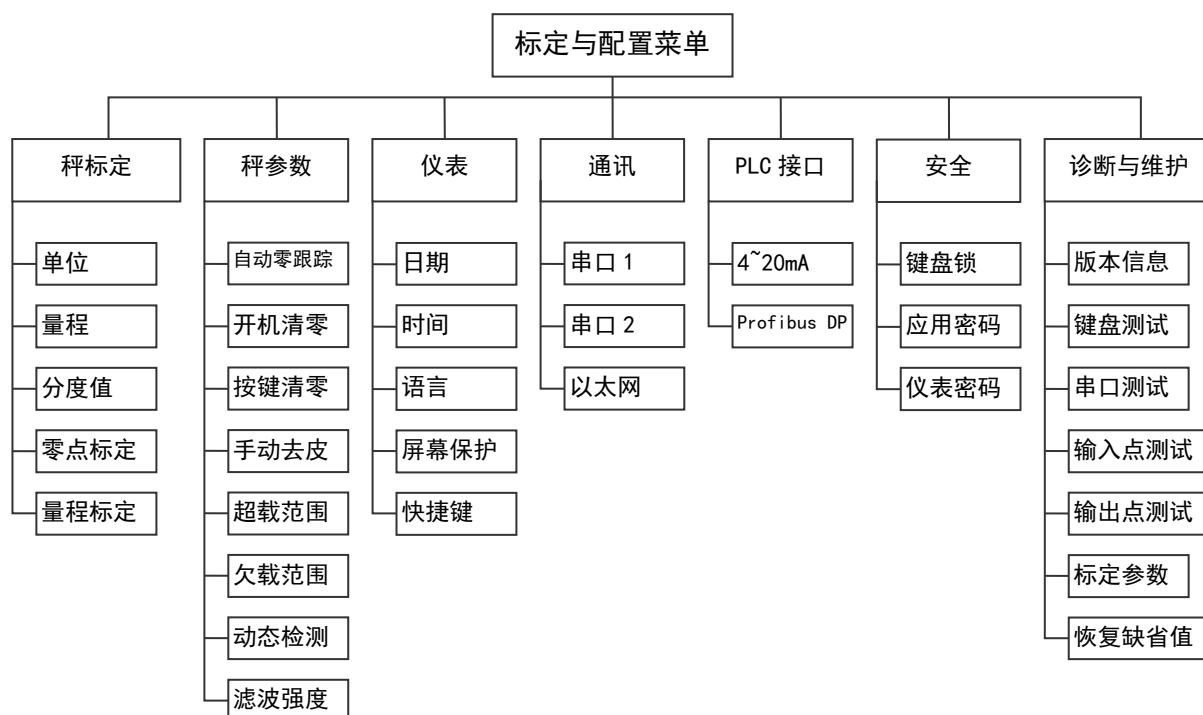 标定与配置菜单
秤标定
秤参数
仪表
通讯
PLC 接口
安全
诊断与维护
单位
量程
分度值
零点标定
量程标定
自动零跟踪
开机清零
按键清零
手动去皮
超载范围
欠载范围
动态检测
滤波强度
日期
时间
语言
屏幕保护
快捷键
串口 1
串口 2
以太网
4~20mA
Profibus DP
键盘锁
应用密码
仪表密码
版本信息
键盘测试
串口测试
输入点测试
输出点测试
标定参数
恢复缺省值